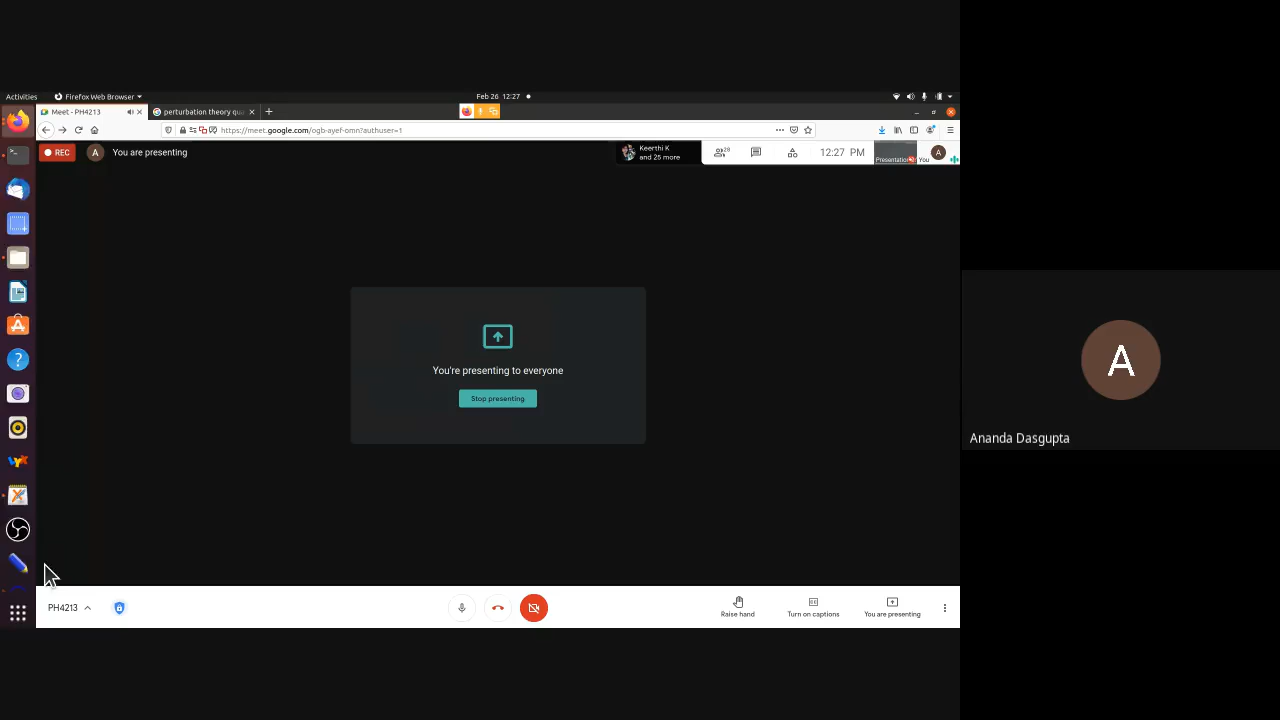 Activities
Firefox Web Browser
Feb 26 12:27
Meet - PH4213
perturbation theory qua
https://meet.google.com/ogb-ayef-omn?authuser=1
REC
A
You are presenting
Keerthi K
and 25 more
28
12:27 PM
Presentation
You
A
You're presenting to everyone
Stop presenting
A
Ananda Dasgupta
PH4213
Raise hand
Turn on captions
You are presenting